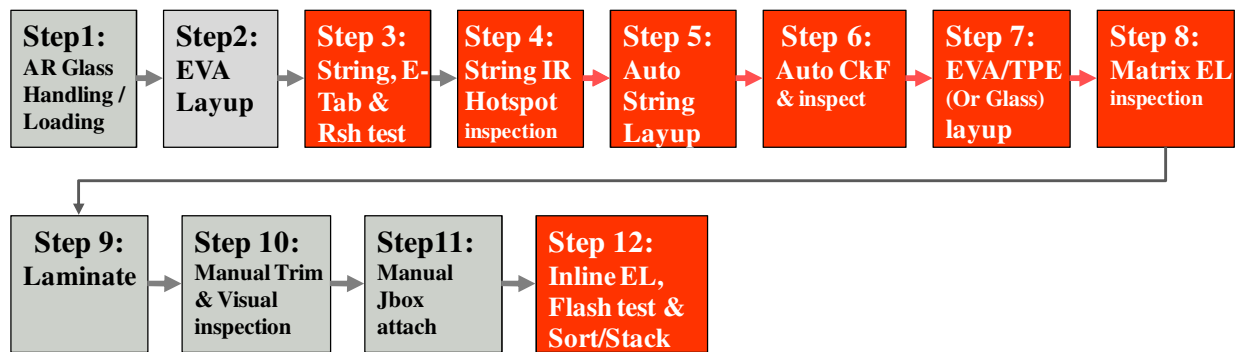 Step1:
AR Glass
Handling /
Loading
Step2:
EVA
Layup
Step 3:
String, E-
Tab &
Rsh test
Step 4:
String IR
Hotspot
inspection
Step 5:
Auto
String
Layup
Step 6:
Auto CkF
& inspect
Step 7:
EVA/TPE
(Or Glass)
layup
Step 8:
Matrix EL
inspection
Step 9:
Laminate
Step 10:
Manual Trim
& Visual
inspection
Step11:
Manual
Jbox
attach
Step 12:
Inline EL,
Flash test &
Sort/Stack